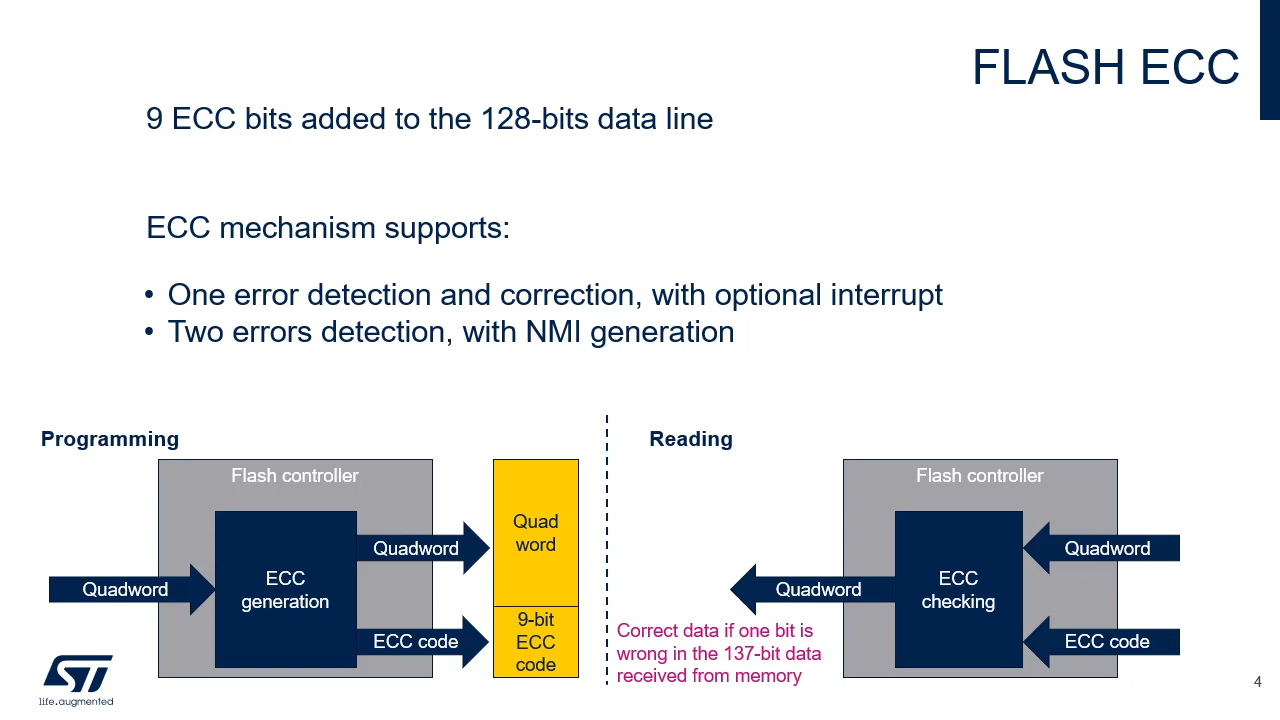 FLASH ECC
9 ECC bits added to the 128-bits data line
ECC mechanism supports:
• One error detection and correction, with optional interrupt
• Two errors detection, with NMI generation
Programming
Flash controller
Quadword
ECC
generation
Quadword
ECC code
Quad
word
9-bit
ECC
code
Reading
Flash controller
Quadword
ECC
checking
Quadword
ECC code
Correct data if one bit is
wrong in the 137-bit data
received from memory
ST
life.augmented
4